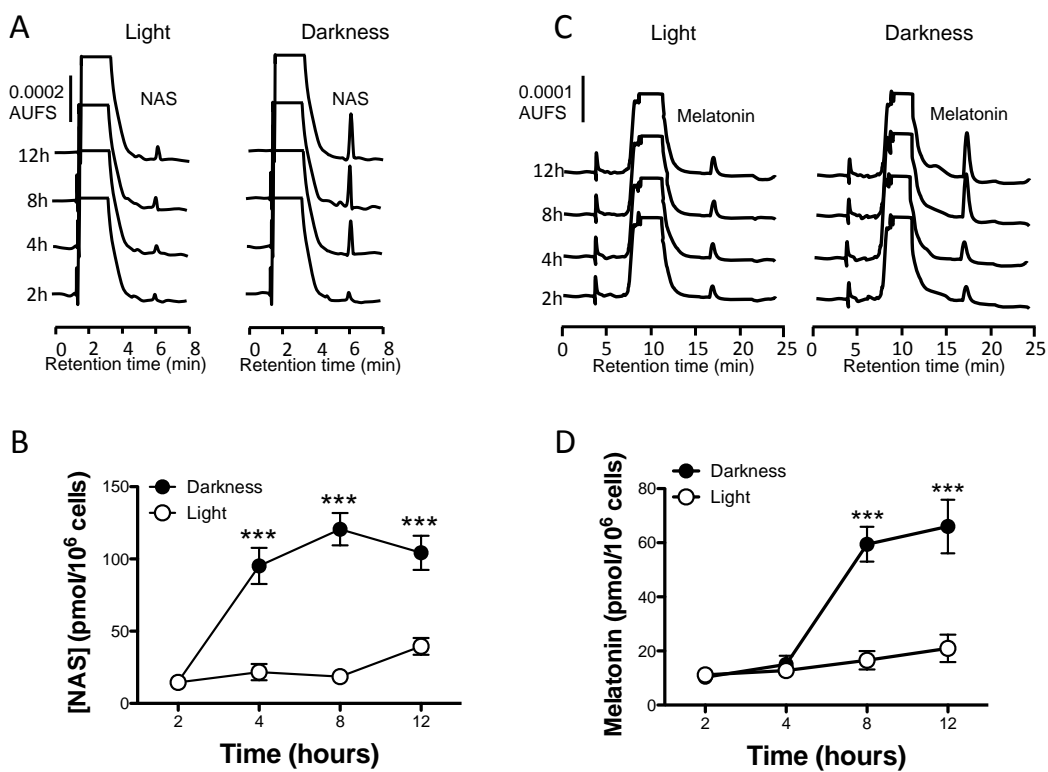 A
Light
Darkness
0.0002
AUFS
NAS
NAS
12h
8h
4h
2h
0 2 4 6 8
Retention time (min)
0 2 4 6 8
Retention time (min)
C
Light
Darkness
0.0001
AUFS
Melatonin
Melatonin
12h
8h
4h
2h
0 5 10 15 20 25
Retention time (min)
0 5 10 15 20 25
Retention time (min)
B
[NAS] (pmol/10⁶ cells)
150
100
50
0
Darkness
Light
***
***
***
2 4 8 12
Time (hours)
D
Melatonin (pmol/10⁶ cells)
80
60
40
20
0
Darkness
Light
***
***
2 4 8 12
Time (hours)